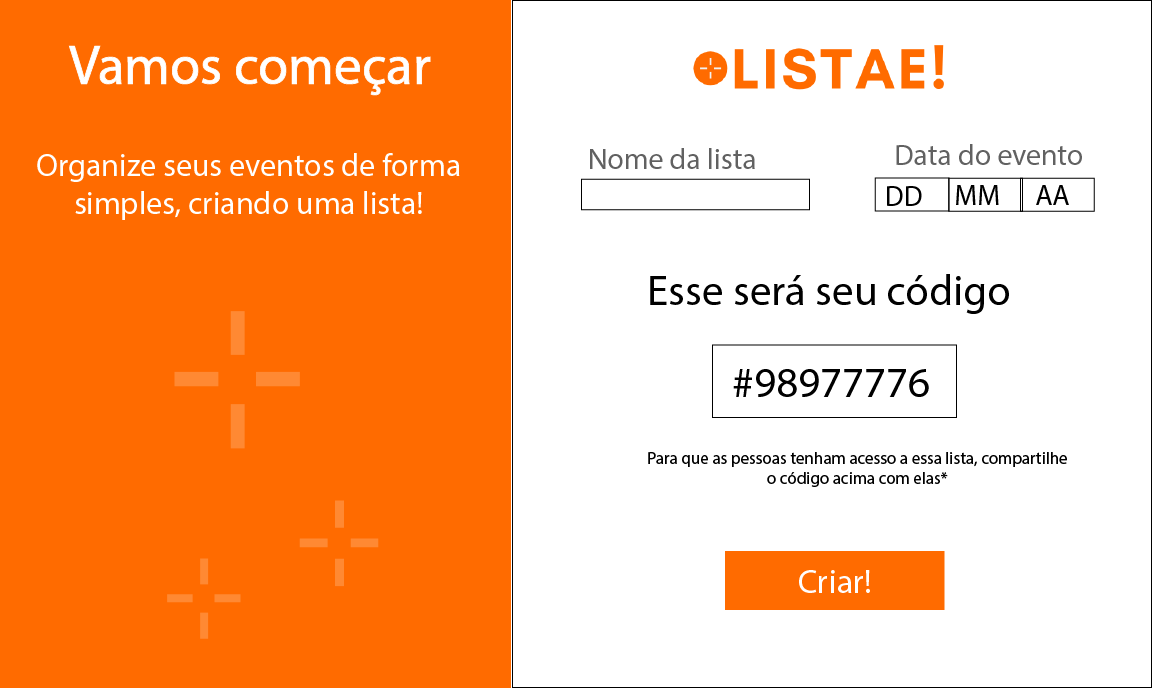 Vamos começar
Organize seus eventos de forma
simples, criando uma lista!
LISTAE!
Nome da lista
Data do evento
DD MM AA
Esse será seu código
#98977776
Para que as pessoas tenham acesso a essa lista, compartilhe
o código acima com elas*
Criar!